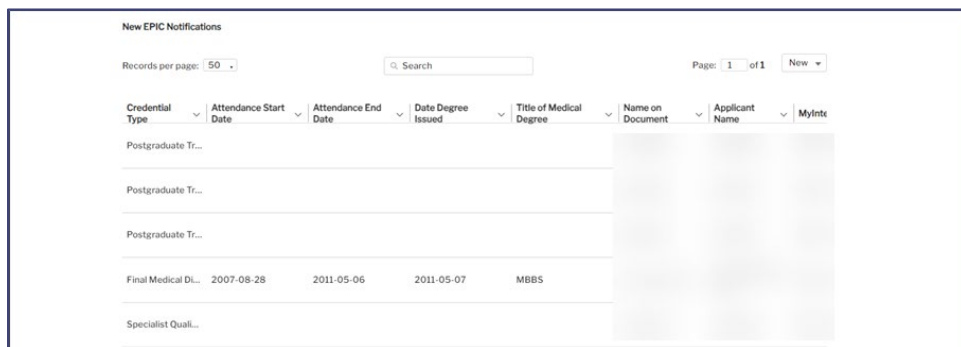 New EPIC Notifications
Records per page: 50 Search Page: 1 of 1 New
Credential Type Attendance Start Date Attendance End Date Date Degree Issued Title of Medical Degree Name on Document Applicant Name MyInte
Postgraduate Tr...
Postgraduate Tr...
Postgraduate Tr...
Final Medical Di... 2007-08-28 2011-05-06 2011-05-07 MBBS
Specialist Quali...